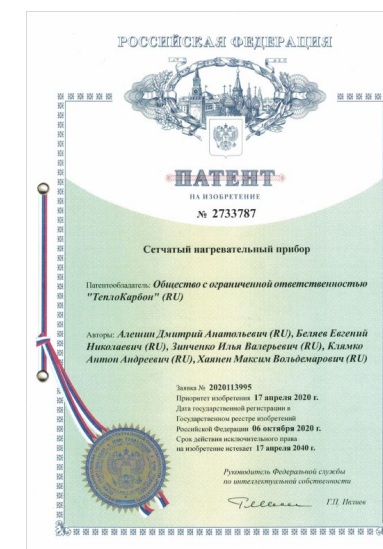 РОССИЙСКАЯ ФЕДЕРАЦИЯ
ПАТЕНТ
НА ИЗОБРЕТЕНИЕ
№ 2733787
Сетчатый нагревательный прибор
Патентообладатель: Общество с ограниченной ответственностью
"ТеплоКарбон" (RU)
Авторы: Алешин Дмитрий Анатольевич (RU), Беляев Евгений
Николаевич (RU), Зинченко Илья Валерьевич (RU), Клямко
Антон Андреевич (RU), Хаянен Максим Вольдемарович (RU)
Заявка № 2020113995
Приоритет изобретения 17 апреля 2020 г.
Дата государственной регистрации в
Государственном реестре изобретений
Российской Федерации 06 октября 2020 г.
Срок действия исключительного права
на изобретение истекает 17 апреля 2040 г.
Руководитель Федеральной службы
по интеллектуальной собственности
Г.П. Ивлиев